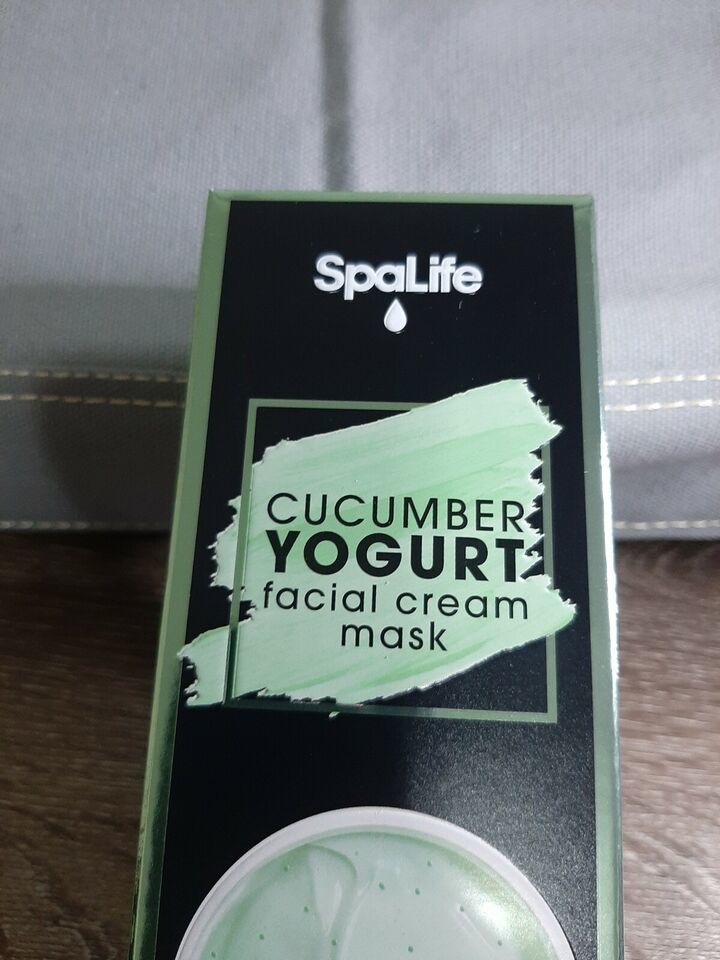 SpaLife
CUCUMBER
YOGURT
facial cream
mask